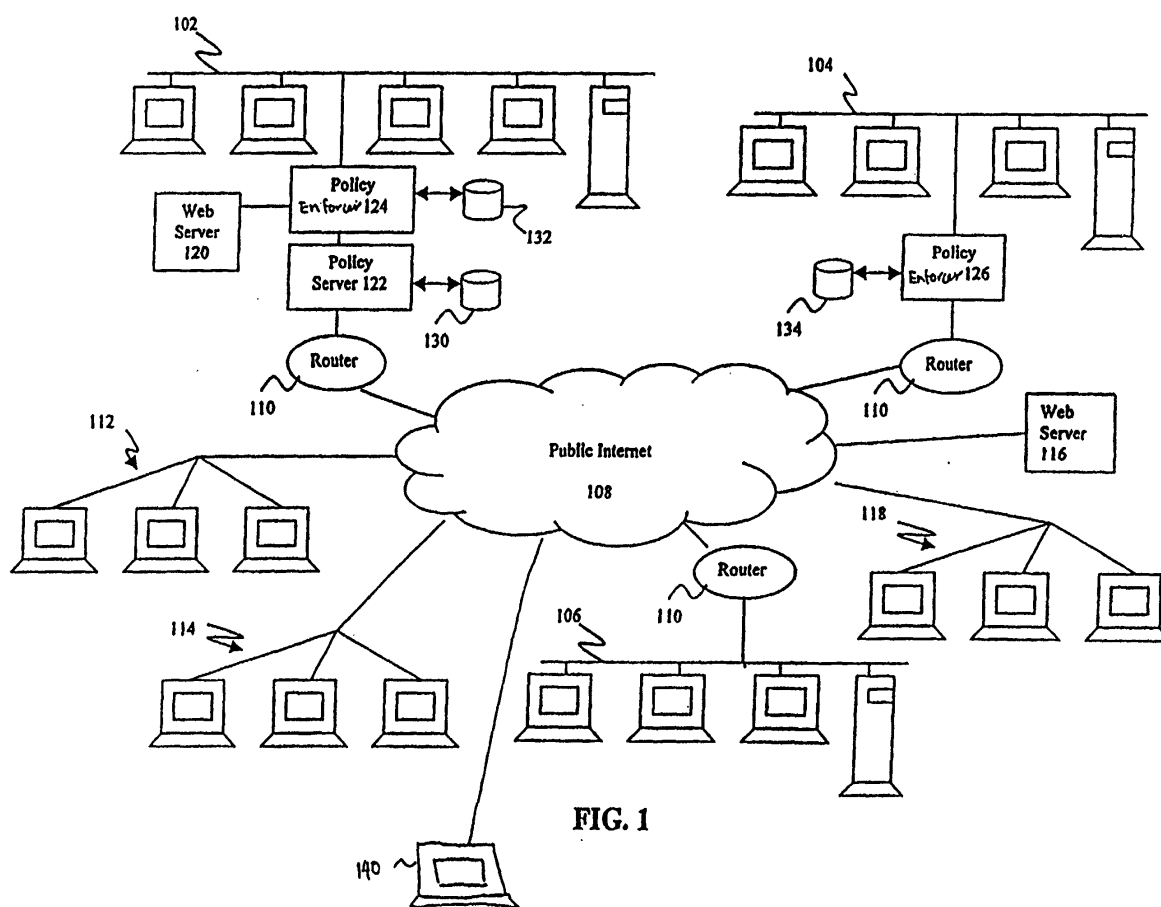 102
104
Policy
Enforcer 124
Web
Server
120
132
Policy
Server 122
130
Policy
Enforcer 126
134
Router
110
Router
110
112
Public Internet
108
Web
Server
116
118
Router
110
114
106
FIG. 1
140